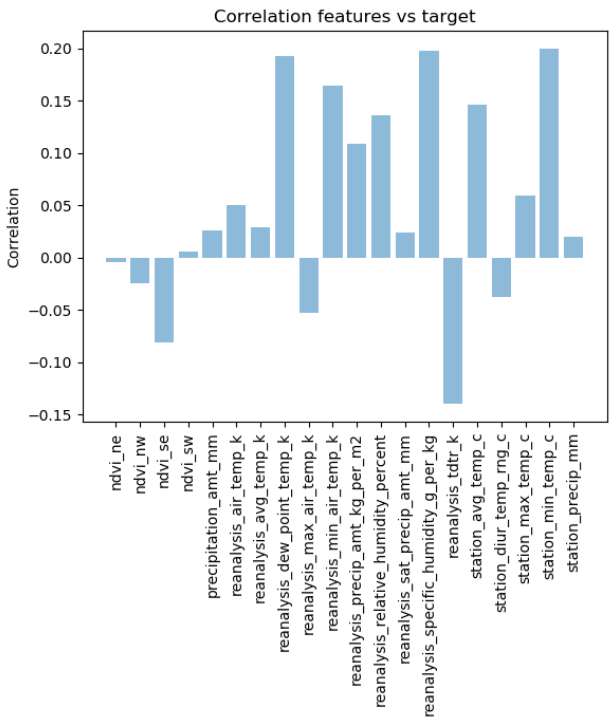 Correlation features vs target
Correlation
0.20
0.15
0.10
0.05
0.00
−0.05
−0.10
−0.15
ndvi_ne
ndvi_nw
ndvi_se
ndvi_sw
precipitation_amt_mm
reanalysis_air_temp_k
reanalysis_avg_temp_k
reanalysis_dew_point_temp_k
reanalysis_max_air_temp_k
reanalysis_min_air_temp_k
reanalysis_precip_amt_kg_per_m2
reanalysis_relative_humidity_percent
reanalysis_sat_precip_amt_mm
reanalysis_specific_humidity_g_per_kg
reanalysis_tdtr_k
station_avg_temp_c
station_diur_temp_rng_c
station_max_temp_c
station_min_temp_c
station_precip_mm